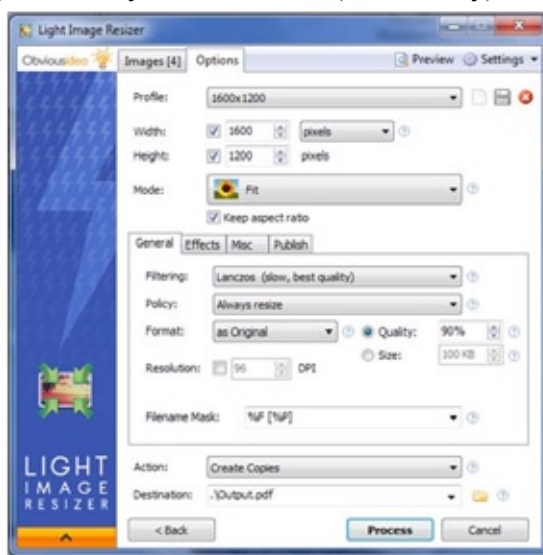 Light Image Resizer
Obviousidea Images [4] Options Preview Settings
Profile: 1600x1200
Width: 1600 pixels
Height: 1200 pixels
Mode: Fit
Keep aspect ratio
General Effects Misc Publish
Filtering: Lanczos (slow, best quality)
Policy: Always resize
Format: as Original Quality: 90%
Size: 100 KB
Resolution: 96 DPI
Filename Mask: %F [%P]
LIGHT
IMAGE
RESIZER
Action: Create Copies
Destination: .\Output.pdf
< Back Process Cancel